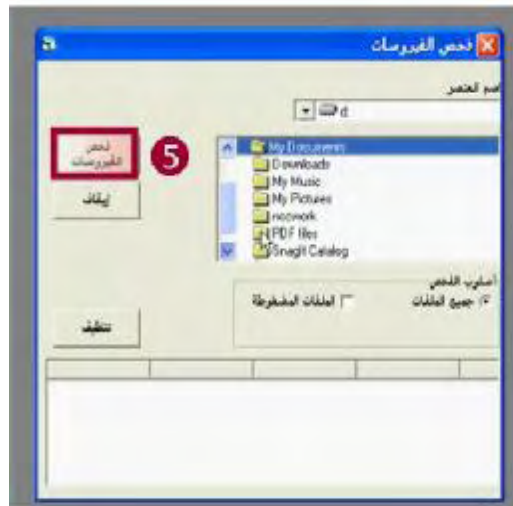 فحص الفيروسات
اسم العنصر
d:
فحص
الفيروسات
5
My Documents
Downloads
My Music
My Pictures
nocwork
PDF files
SnagIt Catalog
إيقاف
أسلوب الفحص
جميع الملفات
الملفات المضغوطة
تنظيف